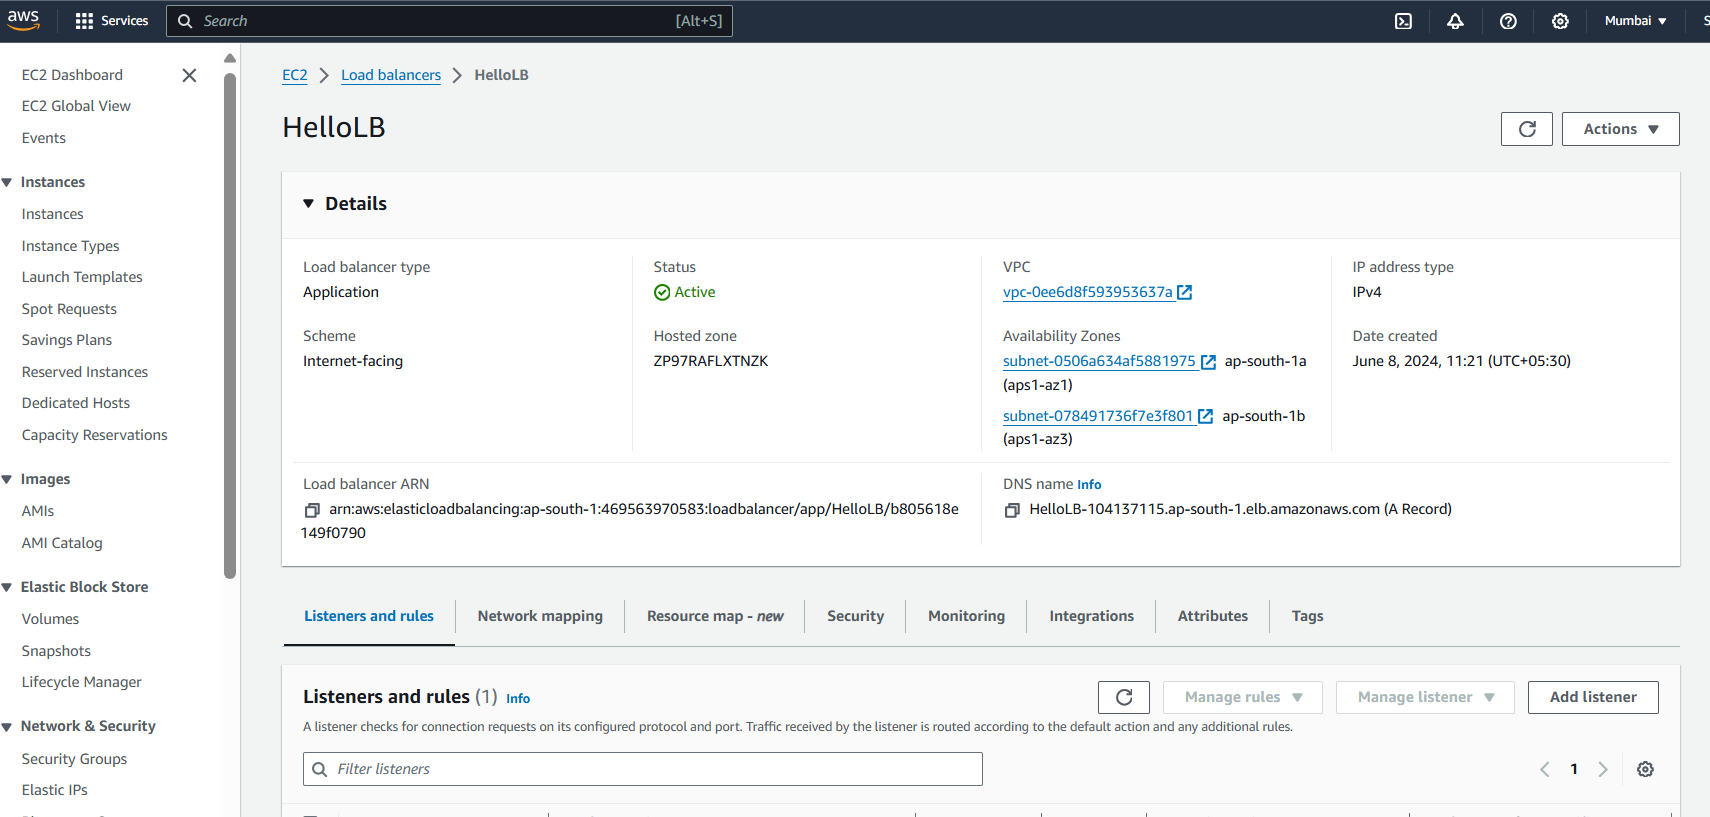 aws
Services
Search
[Alt+S]
Mumbai
EC2 Dashboard
EC2 Global View
Events
Instances
Instances
Instance Types
Launch Templates
Spot Requests
Savings Plans
Reserved Instances
Dedicated Hosts
Capacity Reservations
Images
AMIs
AMI Catalog
Elastic Block Store
Volumes
Snapshots
Lifecycle Manager
Network & Security
Security Groups
Elastic IPs
EC2 > Load balancers > HelloLB
HelloLB
Actions
Details
Load balancer type
Application
Status
Active
VPC
vpc-0ee6d8f593953637a
IP address type
IPv4
Scheme
Internet-facing
Hosted zone
ZP97RAFLXTNZK
Availability Zones
subnet-0506a634af5881975 ap-south-1a
(aps1-az1)
subnet-078491736f7e3f801 ap-south-1b
(aps1-az3)
Date created
June 8, 2024, 11:21 (UTC+05:30)
Load balancer ARN
arn:aws:elasticloadbalancing:ap-south-1:469563970583:loadbalancer/app/HelloLB/b805618e
149f0790
DNS name Info
HelloLB-104137115.ap-south-1.elb.amazonaws.com (A Record)
Listeners and rules
Network mapping
Resource map - new
Security
Monitoring
Integrations
Attributes
Tags
Listeners and rules (1) Info
Manage rules
Manage listener
Add listener
A listener checks for connection requests on its configured protocol and port. Traffic received by the listener is routed according to the default action and any additional rules.
Filter listeners
1